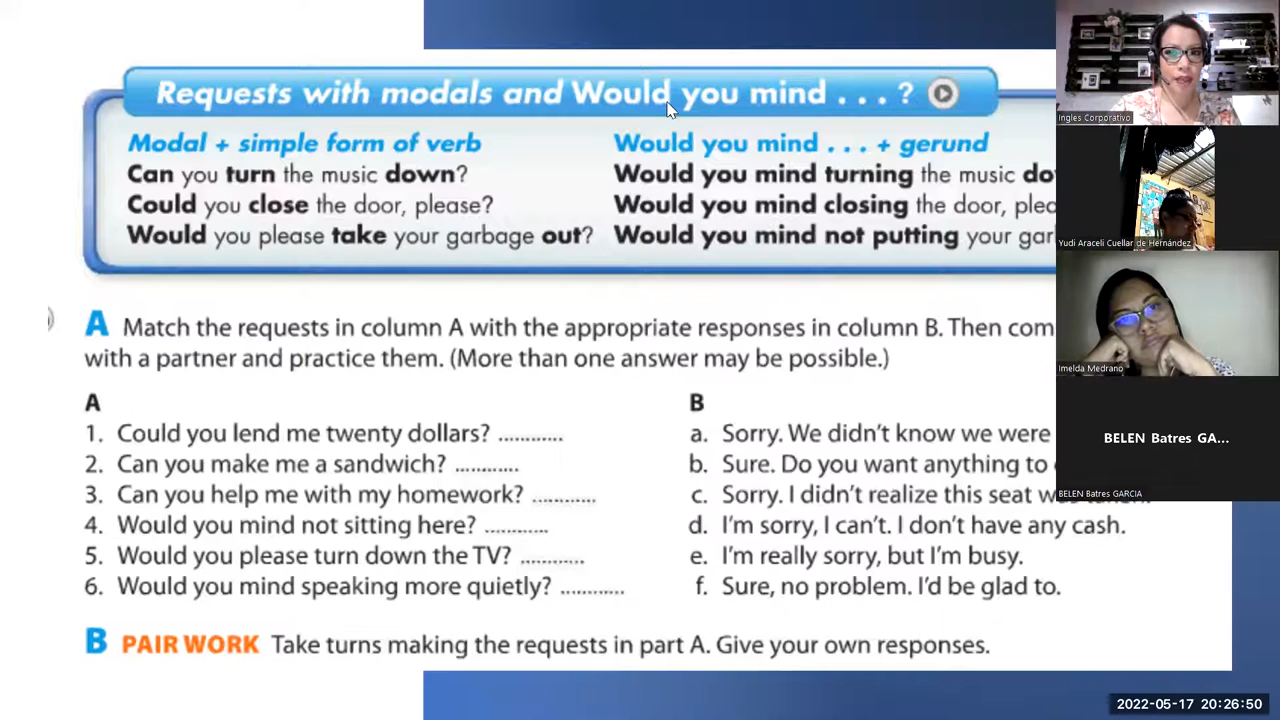 Requests with modals and Would you mind . . . ?
Modal + simple form of verb
Can you turn the music down?
Could you close the door, please?
Would you please take your garbage out?
Would you mind . . . + gerund
Would you mind turning the music
Would you mind closing the door,
Would you mind not putting your
A Match the requests in column A with the appropriate responses in column B. Then
with a partner and practice them. (More than one answer may be possible.)
A
1. Could you lend me twenty dollars? ............
2. Can you make me a sandwich? ............
3. Can you help me with my homework? ............
4. Would you mind not sitting here? ............
5. Would you please turn down the TV? ............
6. Would you mind speaking more quietly? ............
B
a. Sorry. We didn't know we were
b. Sure. Do you want anything to
c. Sorry. I didn't realize this seat
d. I'm sorry, I can't. I don't have any cash.
e. I'm really sorry, but I'm busy.
f. Sure, no problem. I'd be glad to.
B PAIR WORK Take turns making the requests in part A. Give your own responses.
Ingles Corporativo
Yudi Araceli Cuellar de Hernández
Imelda Medrano
BELEN Batres GA...
BELEN Batres GARCIA
2022-05-17 20:26:50